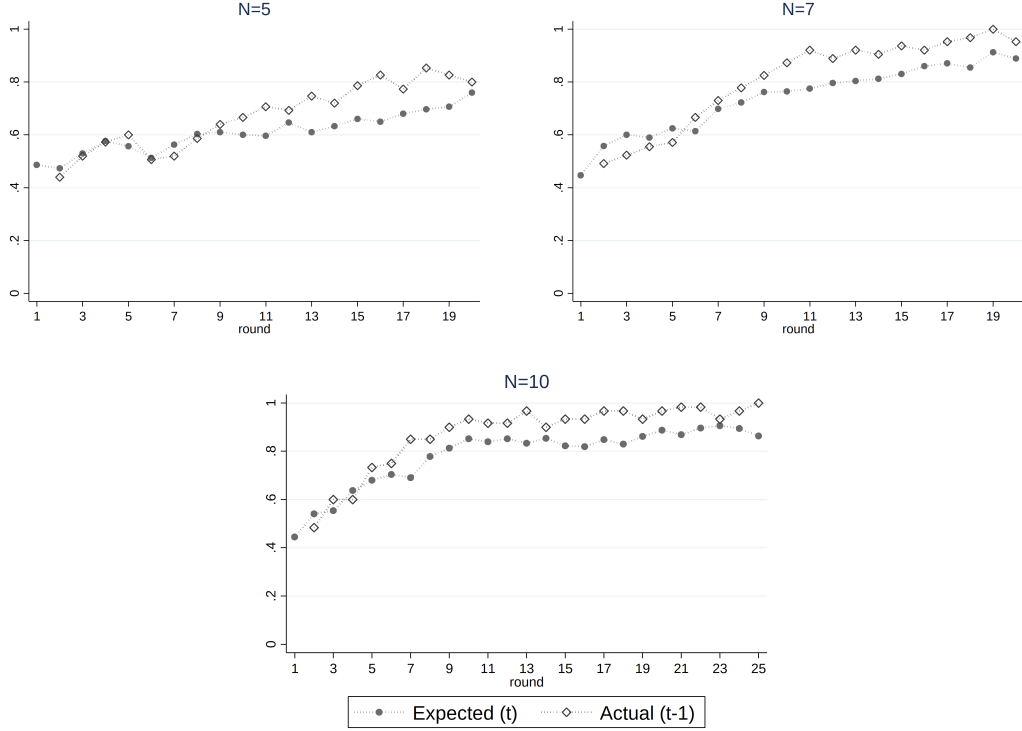 N=5
1
.8
.6
.4
.2
0
1 3 5 7 9 11 13 15 17 19
round
N=7
1
.8
.6
.4
.2
0
1 3 5 7 9 11 13 15 17 19
round
N=10
1
.8
.6
.4
.2
0
1 3 5 7 9 11 13 15 17 19 21 23 25
round
Expected (t) Actual (t-1)